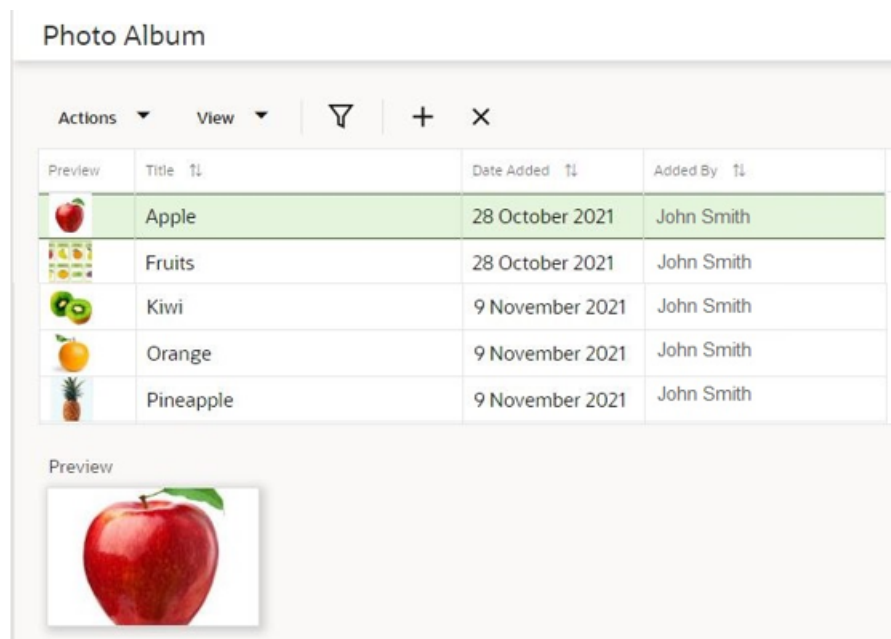 Photo Album
Actions View
Preview Title Date Added Added By
Apple 28 October 2021 John Smith
Fruits 28 October 2021 John Smith
Kiwi 9 November 2021 John Smith
Orange 9 November 2021 John Smith
Pineapple 9 November 2021 John Smith
Preview